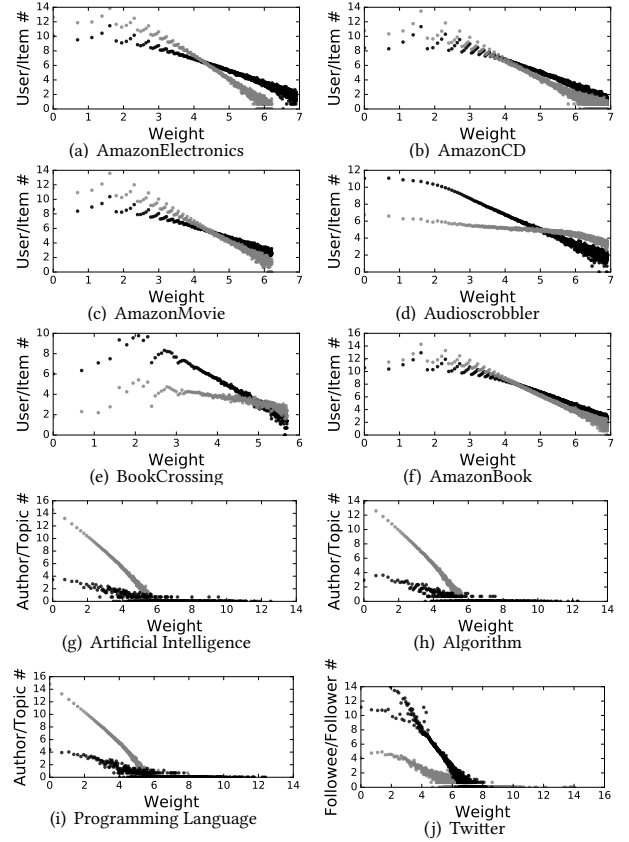 User/Item #
14
12
10
8
6
4
2
0
0 1 2 3 4 5 6 7
Weight
(a) AmazonElectronics
User/Item #
14
12
10
8
6
4
2
0
0 1 2 3 4 5 6 7
Weight
(b) AmazonCD
User/Item #
14
12
10
8
6
4
2
0
0 1 2 3 4 5 6 7
Weight
(c) AmazonMovie
User/Item #
12
10
8
6
4
2
0
0 1 2 3 4 5 6 7
Weight
(d) Audioscrobbler
User/Item #
10
8
6
4
2
0
0 1 2 3 4 5 6
Weight
(e) BookCrossing
User/Item #
14
12
10
8
6
4
2
0
0 1 2 3 4 5 6 7
Weight
(f) AmazonBook
Author/Topic #
16
14
12
10
8
6
4
2
0
0 2 4 6 8 10 12 14
Weight
(g) Artificial Intelligence
Author/Topic #
14
12
10
8
6
4
2
0
0 2 4 6 8 10 12 14
Weight
(h) Algorithm
Author/Topic #
16
14
12
10
8
6
4
2
0
0 2 4 6 8 10 12 14
Weight
(i) Programming Language
Followee/Follower #
14
12
10
8
6
4
2
0
0 2 4 6 8 10 12 14 16
Weight
(j) Twitter